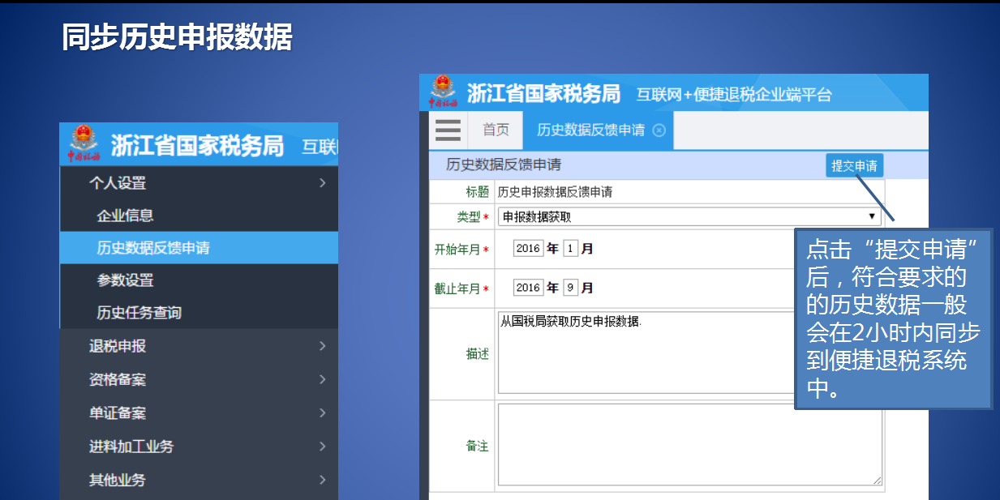 同步历史申报数据
浙江省国家税务局 互联
个人设置
企业信息
历史数据反馈申请
参数设置
历史任务查询
退税申报
资格备案
单证备案
进料加工业务
其他业务
中国税务
浙江省国家税务局 互联网+便捷退税企业端平台
首页 历史数据反馈申请
历史数据反馈申请 提交申请
标题 历史申报数据反馈申请
类型* 申报数据获取
开始年月* 2016 年 1 月
截止年月* 2016 年 9 月
描述 从国税局获取历史申报数据.
备注
点击“提交申请”
后，符合要求的
的历史数据一般
会在2小时内同步
到便捷退税系统
中。